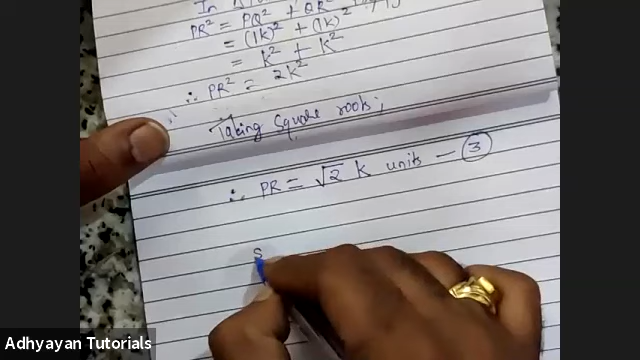 In
PR² = PQ² + QR²
= (1k)² + (1k)²
= k² + k²
∴ PR² = 2k²
Taking Square roots;
∴ PR = √2 k units — ③
S
Adhyayan Tutorials